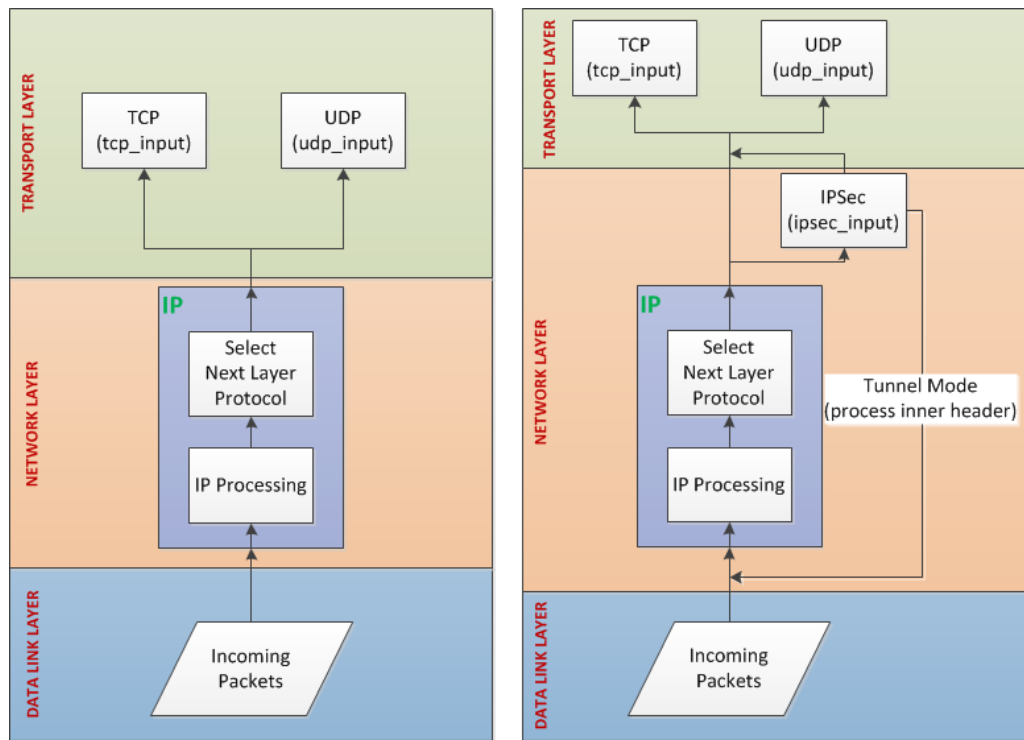 TRANSPORT LAYER
TCP
(tcp_input)
UDP
(udp_input)
NETWORK LAYER
IP
Select
Next Layer
Protocol
IP Processing
DATA LINK LAYER
Incoming
Packets
TRANSPORT LAYER
TCP
(tcp_input)
UDP
(udp_input)
NETWORK LAYER
IPSec
(ipsec_input)
IP
Select
Next Layer
Protocol
Tunnel Mode
(process inner header)
IP Processing
DATA LINK LAYER
Incoming
Packets